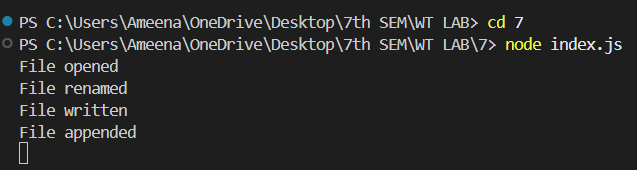 PS C:\Users\Ameena\OneDrive\Desktop\7th SEM\WT LAB> cd 7
PS C:\Users\Ameena\OneDrive\Desktop\7th SEM\WT LAB\7> node index.js
File opened
File renamed
File written
File appended